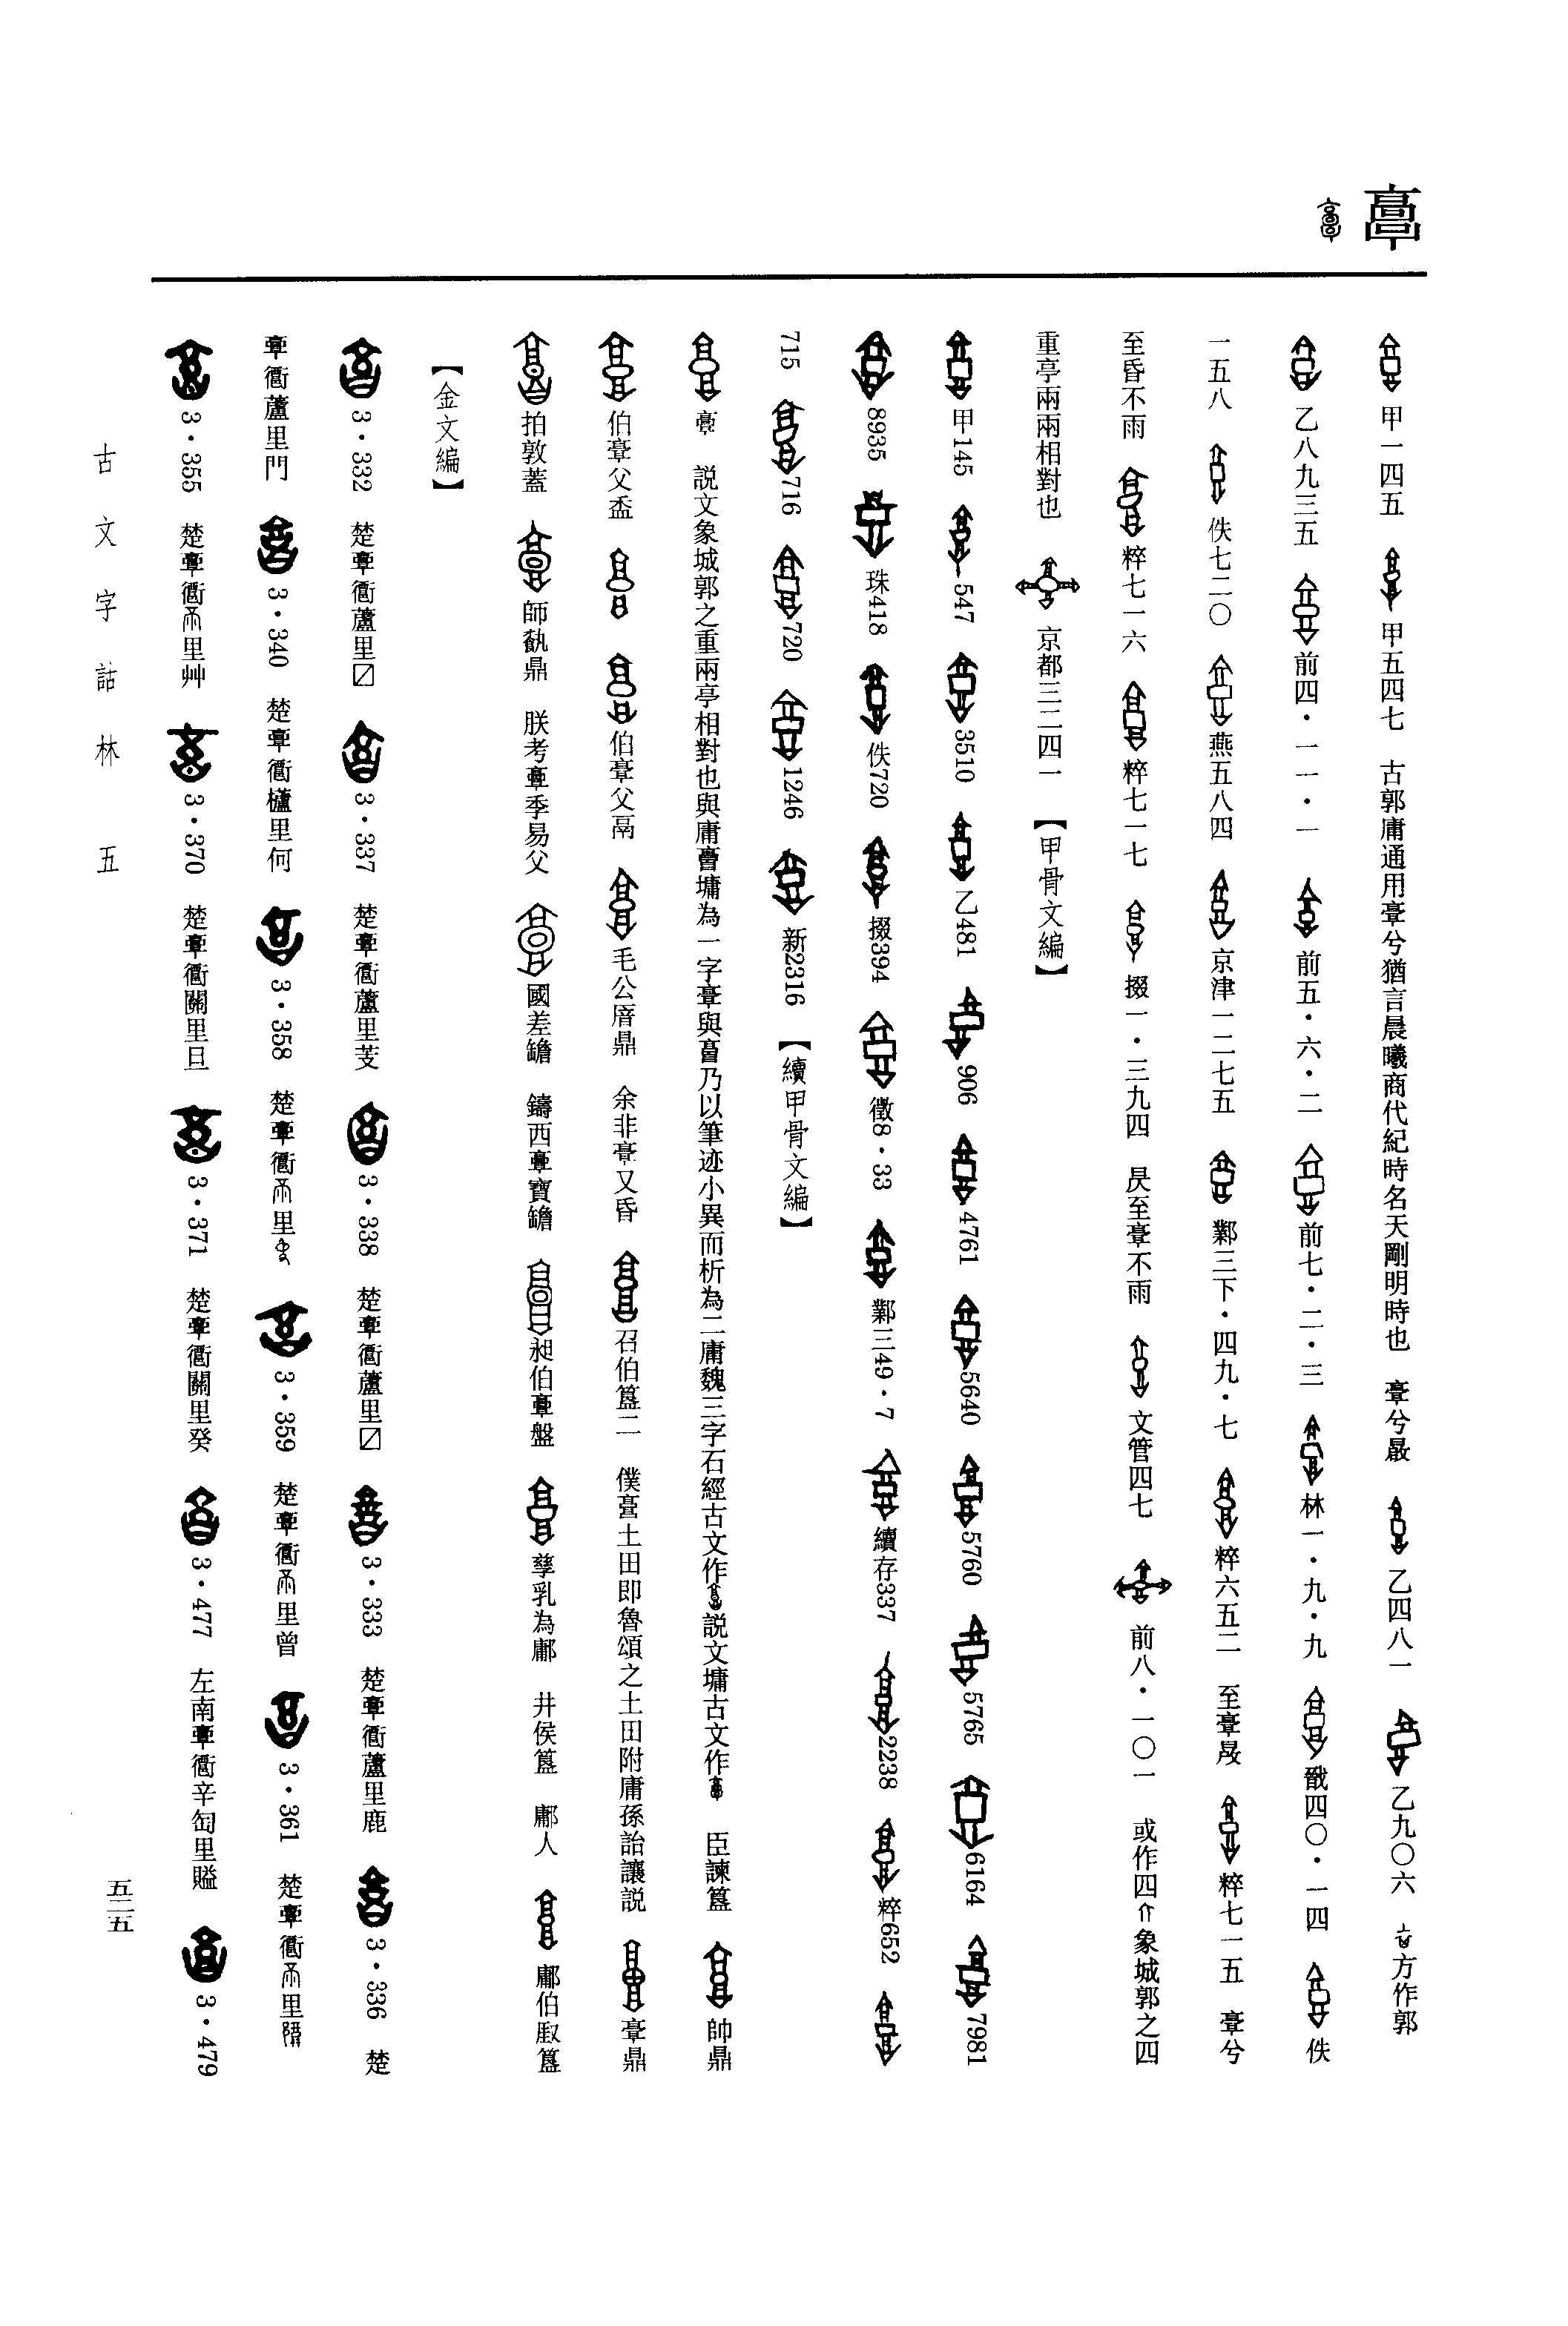 𩫏
甲一四五 甲五四七 古郭庸通用𩫏兮猶言晨曦商代紀時名天剛明時也 𩫏兮 乙四八一 乙九〇六 方作郭
乙八九三五 前四·一一·一 前五·六·二 前七·二·三 林一·九·九 戩四〇·一四 佚
一五八 佚七二〇 燕五八四 京津一二七五 鄴三下·四九·七 粹六五二 至𩫏 粹七一五 𩫏兮
至昏不雨 粹七一六 粹七一七 掇一·三九四 至𩫏不雨 文管四七 前八·一〇一 或作四 象城郭之四
重亭兩兩相對也 京都三二四一 【甲骨文編】
甲145 547 3510 乙481 906 4761 5640 5760 5765 6164 7981
8935 珠418 佚720 掇394 徵8·33 鄴三49·7 續存337 2238 粹652
715 716 720 1246 新2316 【續甲骨文編】
𩫏 説文象城郭之重兩亭相對也與庸墉為一字𩫏與乃以筆迹小異而析為二庸魏三字石經古文作 説文墉古文作 臣諫簋 帥鼎
伯𩫏父盉 伯𩫏父鬲 毛公𢊁鼎 余非𩫏又昏 召伯簋二 僕土田即魯頌之土田附庸孫詒讓説 𩫏鼎
拍敦蓋 師𩛥鼎 朕考𩫏季易父 國差𦉜 鑄西𩫏寶𦉜 昶伯𩫏盤 孳乳為鄘 井侯簋 鄘人 鄘伯𠭯簋
【金文編】
3·332 楚𩫏衢蘆里〼 3·337 楚𩫏衢蘆里芰 3·338 楚𩫏衢蘆里〼 3·333 楚𩫏衢蘆里鹿 3·336 楚
𩫏衢蘆里門 3·340 楚𩫏衢櫨里何 3·358 楚𩫏衢里 3·359 楚𩫏衢里曾 3·361 楚𩫏衢里
3·355 楚𩫏衢里艸 3·370 楚𩫏衢關里旦 3·371 楚𩫏衢關里癸 3·477 左南𩫏衢辛匋里賹 3·479
古文字詁林 五
五二五